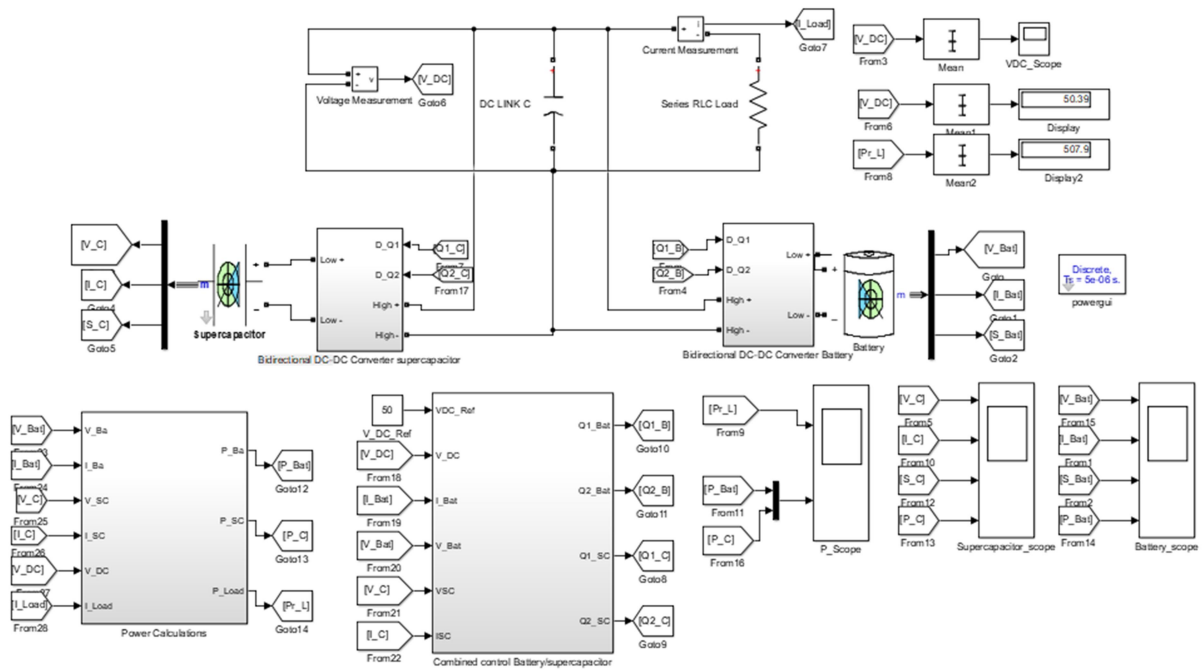 [I_Load]
Goto7
Current Measurement
[V_DC]
From3
Mean
VDC_Scope
Voltage Measurement
[V_DC]
Goto6
DC LINK C
Series RLC Load
[V_DC]
From6
Mean1
50.39
Display
[Pr_L]
From8
Mean2
507.9
Display2
[V_C]
[I_C]
Goto4
[S_C]
Goto5
m
Supercapacitor
Low +
Low -
D_Q1
D_Q2
High +
High -
[Q1_C]
[Q2_C]
From17
Bidirectional DC-DC Converter supercapacitor
[Q1_B]
[Q2_B]
From4
D_Q1
D_Q2
High +
High -
Low +
Low -
Bidirectional DC-DC Converter Battery
Battery
m
[V_Bat]
Goto
[I_Bat]
Goto1
[S_Bat]
Goto2
Discrete,
Ts = 5e-06 s.
powergui
[V_Bat]
[I_Bat]
[V_C]
From25
[I_C]
From26
[V_DC]
[I_Load]
From28
V_Ba
I_Ba
V_SC
I_SC
V_DC
I_Load
P_Ba
P_SC
P_Load
[P_Bat]
Goto12
[P_C]
Goto13
[Pr_L]
Goto14
Power Calculations
50
V_DC_Ref
[V_DC]
From18
[I_Bat]
From19
[V_Bat]
From20
[V_C]
From21
[I_C]
From22
VDC_Ref
V_DC
I_Bat
V_Bat
VSC
ISC
Q1_Bat
Q2_Bat
Q1_SC
Q2_SC
[Q1_B]
Goto10
[Q2_B]
Goto11
[Q1_C]
Goto8
[Q2_C]
Goto9
Combined control Battery/supercapacitor
[Pr_L]
From9
[P_Bat]
From11
[P_C]
From16
P_Scope
[V_C]
From5
[I_C]
From10
[S_C]
From12
[P_C]
From13
Supercapacitor_scope
[V_Bat]
From15
[I_Bat]
From1
[S_Bat]
From2
[P_Bat]
From14
Battery_scope